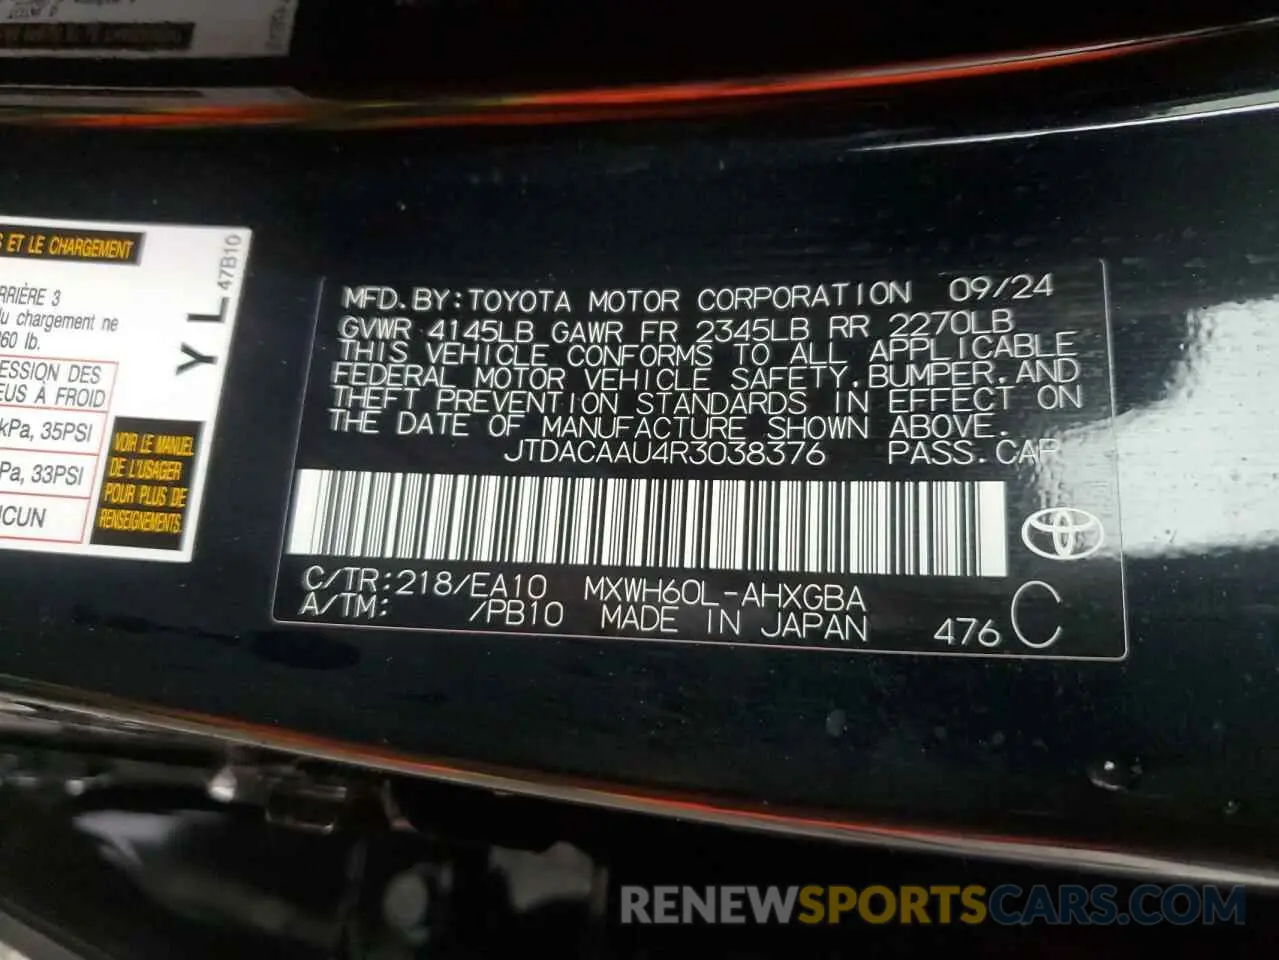 S ET LE CHARGEMENT
RRIÈRE 3
du chargement ne
360 lb.
ESSION DES
EUS À FROID
kPa, 35PSI
Pa, 33PSI
UCUN
VOIR LE MANUEL
DE L'USAGER
POUR PLUS DE
RENSEIGNEMENTS.
YL 47B10
MFD.BY:TOYOTA MOTOR CORPORATION 09/24
GVWR 4145LB GAWR FR 2345LB RR 2270LB
THIS VEHICLE CONFORMS TO ALL APPLICABLE
FEDERAL MOTOR VEHICLE SAFETY,BUMPER,AND
THEFT PREVENTION STANDARDS IN EFFECT ON
THE DATE OF MANUFACTURE SHOWN ABOVE.
JTDACAAU4R3038376 PASS.CAR
C/TR:218/EA10 MXWH60L-AHXGBA
A/TM: /PB10 MADE IN JAPAN 476 C
RENEWSPORTSCARS.COM